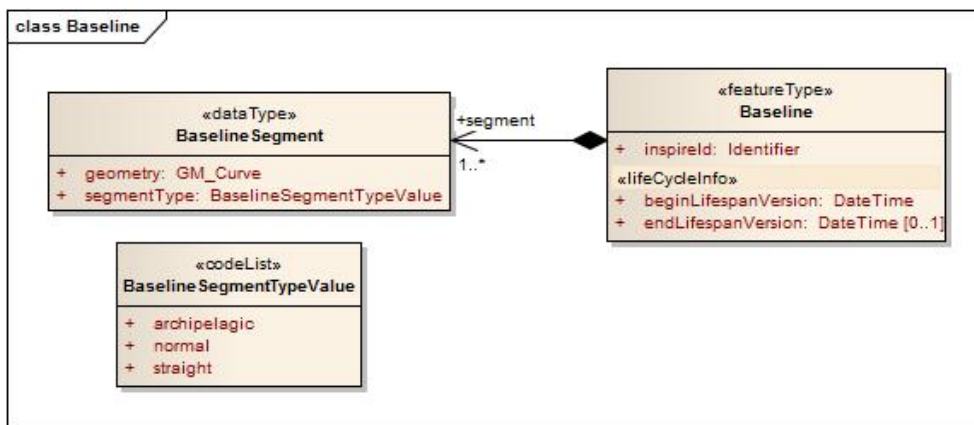 class Baseline
«dataType»
BaselineSegment
+ geometry: GM_Curve
+ segmentType: BaselineSegmentTypeValue
+segment
1..*
«featureType»
Baseline
+ inspireId: Identifier
«lifeCycleInfo»
+ beginLifespanVersion: DateTime
+ endLifespanVersion: DateTime [0..1]
«codeList»
BaselineSegmentTypeValue
+ archipelagic
+ normal
+ straight